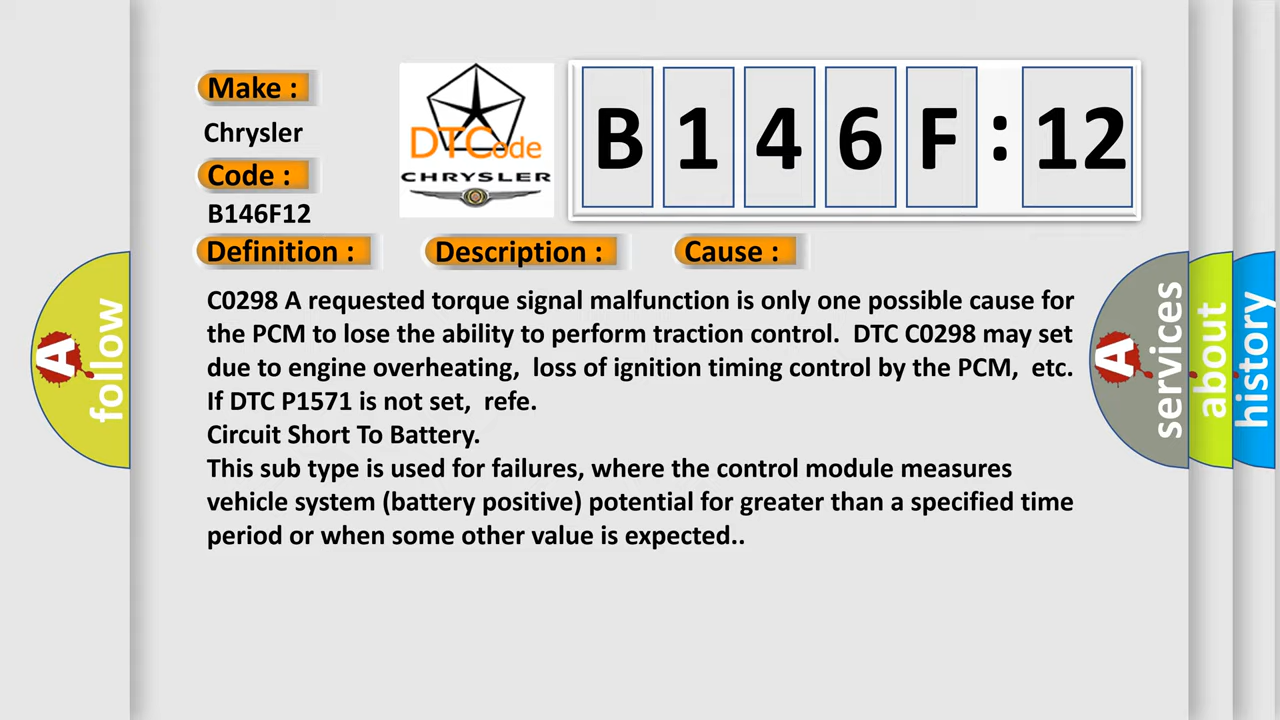 Make :
Chrysler
Code :
B146F12
DTCode
CHRYSLER
B 1 4 6 F : 12
Definition : Description : Cause :
C0298 A requested torque signal malfunction is only one possible cause for
the PCM to lose the ability to perform traction control.  DTC C0298 may set
due to engine overheating,  loss of ignition timing control by the PCM,  etc.
If DTC P1571 is not set,  refe.
Circuit Short To Battery.
This sub type is used for failures, where the control module measures
vehicle system (battery positive) potential for greater than a specified time
period or when some other value is expected..
A follow
A services
about
history